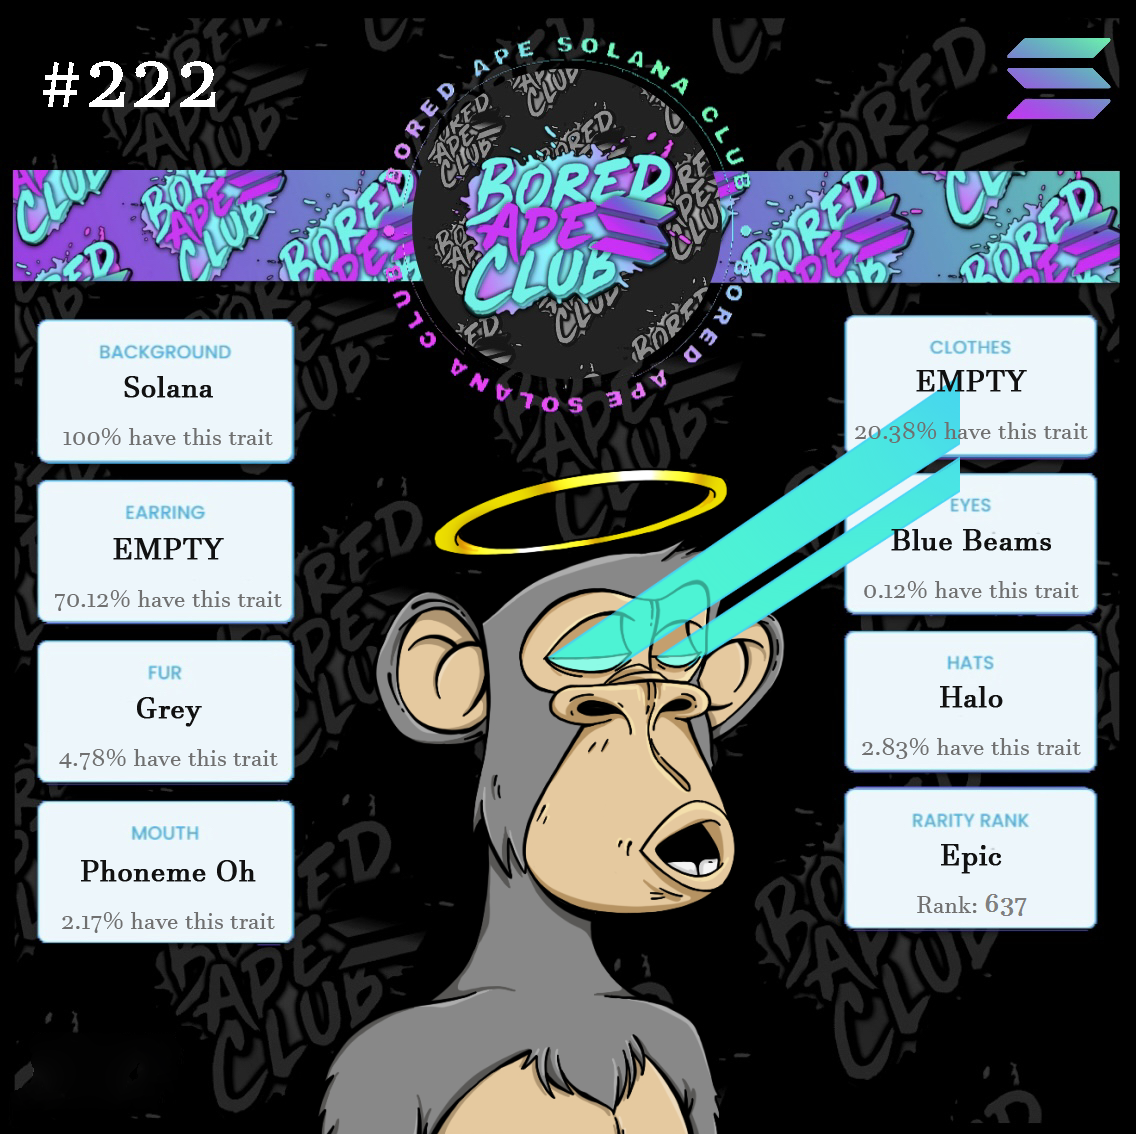 #222
BORED APE SOLANA CLUB
BORED APE SOLANA CLUB
BORED
APE
CLUB
BACKGROUND
Solana
100% have this trait
EARRING
EMPTY
70.12% have this trait
FUR
Grey
4.78% have this trait
MOUTH
Phoneme Oh
2.17% have this trait
CLOTHES
EMPTY
20.38% have this trait
EYES
Blue Beams
0.12% have this trait
HATS
Halo
2.83% have this trait
RARITY RANK
Epic
Rank: 637